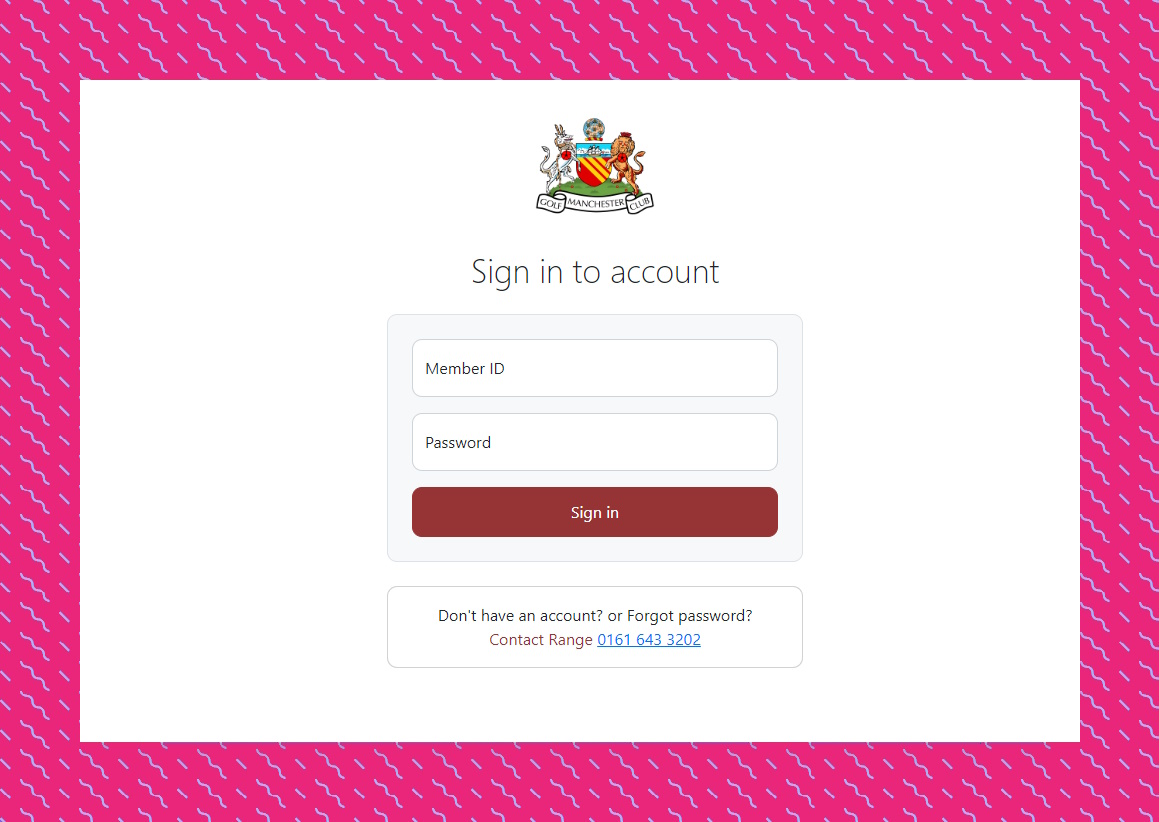 GOLF MANCHESTER CLUB
Sign in to account
Member ID
Password
Sign in
Don't have an account? or Forgot password?
Contact Range 0161 643 3202